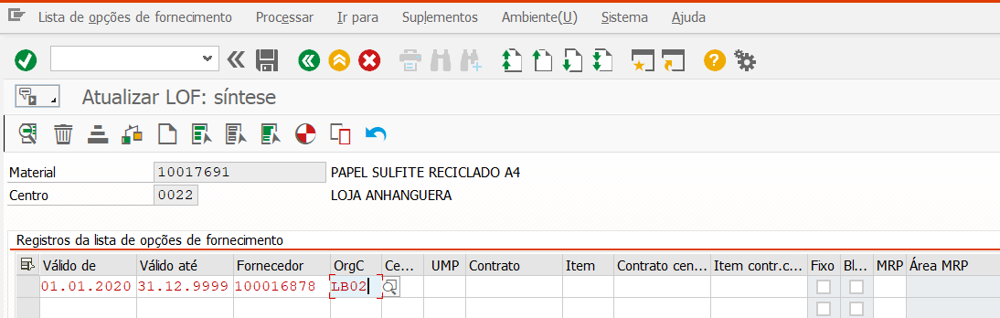 Lista de opções de fornecimento Processar Ir para Suplementos Ambiente(U) Sistema Ajuda
Atualizar LOF: síntese
Material 10017691 PAPEL SULFITE RECICLADO A4
Centro 0022 LOJA ANHANGUERA
Registros da lista de opções de fornecimento
Válido de Válido até Fornecedor OrgC Ce... UMP Contrato Item Contrato cen... Item contr.c... Fixo Bl... MRP Área MRP
01.01.2020 31.12.9999 100016878 LB02